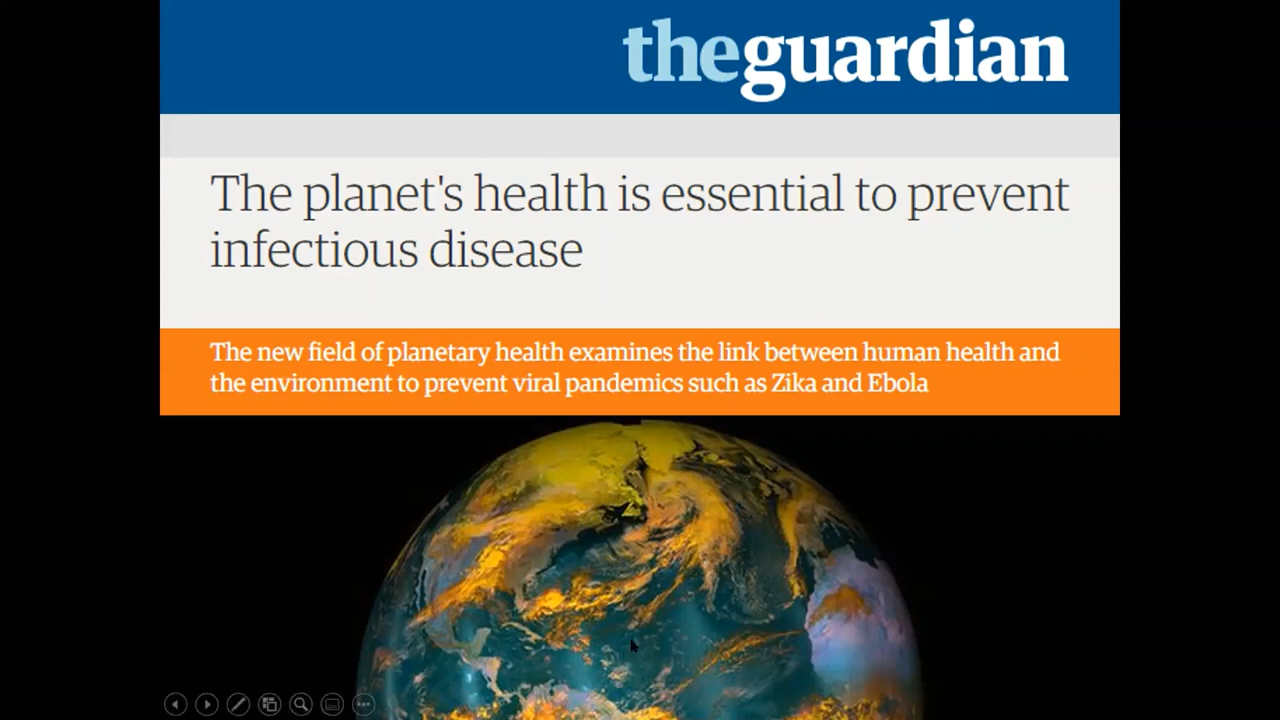 theguardian
The planet's health is essential to prevent
infectious disease
The new field of planetary health examines the link between human health and
the environment to prevent viral pandemics such as Zika and Ebola